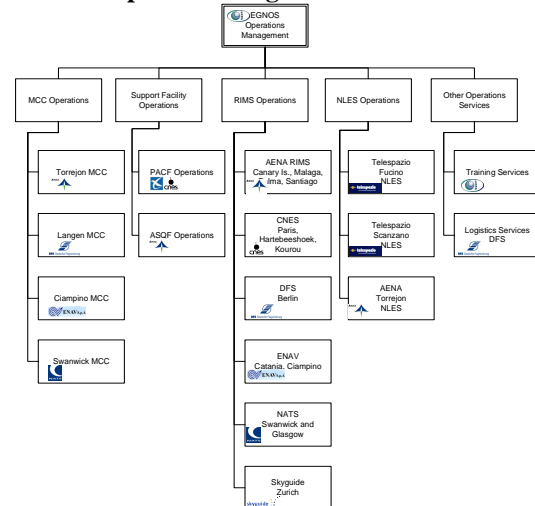 EGNOS
Operations
Management
MCC Operations
Support Facility
Operations
RIMS Operations
NLES Operations
Other Operations
Services
Torrejon MCC
PACF Operations
cnes
AENA RIMS
Canary Is., Malaga,
lma, Santiago
Telespazio
Fucino
NLES
telespazio
Training Services
Langen MCC
ASQF Operations
CNES
Paris,
Hartebeeshoek,
Kourou
cnes
Telespazio
Scanzano
NLES
telespazio
Logistics Services
DFS
Ciampino MCC
ENAV S.p.A.
DFS
Berlin
AENA
Torrejon
NLES
Swanwick MCC
ENAV
Catania, Ciampino
ENAV S.p.A.
NATS
Swanwick and
Glasgow
Skyguide
Zurich
skyguide